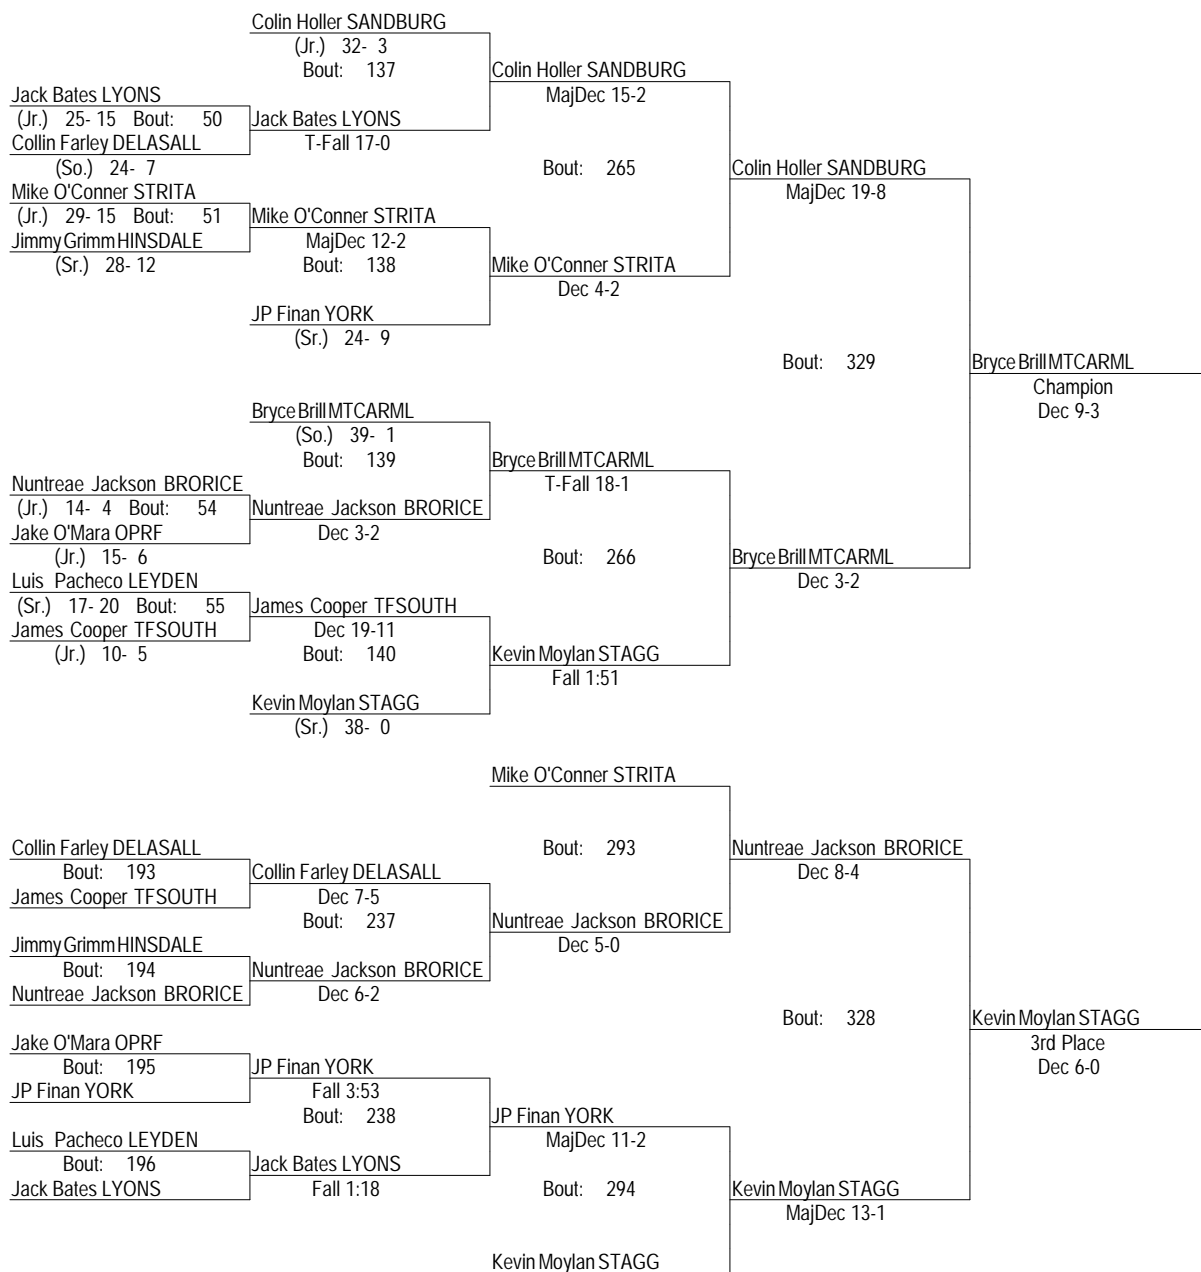 Colin Holler SANDBURG
(Jr.) 32- 3
Bout: 137
Colin Holler SANDBURG
Jack Bates LYONS
MajDec 15-2
(Jr.) 25- 15 Bout: 50
Jack Bates LYONS
Collin Farley DELASALL
T-Fall 17-0
(So.) 24- 7
Bout: 265
Colin Holler SANDBURG
Mike O'Conner STRITA
MajDec 19-8
(Jr.) 29- 15 Bout: 51
Mike O'Conner STRITA
Jimmy Grimm HINSDALE
MajDec 12-2
(Sr.) 28- 12
Bout: 138
Mike O'Conner STRITA
Dec 4-2
JP Finan YORK
(Sr.) 24- 9
Bout: 329
Bryce Brill MTCARML
Champion
Dec 9-3
Bryce Brill MTCARML
(So.) 39- 1
Bout: 139
Bryce Brill MTCARML
T-Fall 18-1
Nuntreae Jackson BRORICE
(Jr.) 14- 4 Bout: 54
Nuntreae Jackson BRORICE
Jake O'Mara OPRF
Dec 3-2
(Jr.) 15- 6
Bout: 266
Bryce Brill MTCARML
Luis Pacheco LEYDEN
Dec 3-2
(Sr.) 17- 20 Bout: 55
James Cooper TFSOUTH
James Cooper TFSOUTH
Dec 19-11
(Jr.) 10- 5
Bout: 140
Kevin Moylan STAGG
Fall 1:51
Kevin Moylan STAGG
(Sr.) 38- 0
Mike O'Conner STRITA
Collin Farley DELASALL
Bout: 293
Nuntreae Jackson BRORICE
Bout: 193
Collin Farley DELASALL
Dec 8-4
James Cooper TFSOUTH
Dec 7-5
Bout: 237
Nuntreae Jackson BRORICE
Jimmy Grimm HINSDALE
Dec 5-0
Bout: 194
Nuntreae Jackson BRORICE
Nuntreae Jackson BRORICE
Dec 6-2
Bout: 328
Kevin Moylan STAGG
Jake O'Mara OPRF
3rd Place
Bout: 195
JP Finan YORK
Dec 6-0
JP Finan YORK
Fall 3:53
Bout: 238
JP Finan YORK
Luis Pacheco LEYDEN
MajDec 11-2
Bout: 196
Jack Bates LYONS
Jack Bates LYONS
Fall 1:18
Bout: 294
Kevin Moylan STAGG
MajDec 13-1
Kevin Moylan STAGG